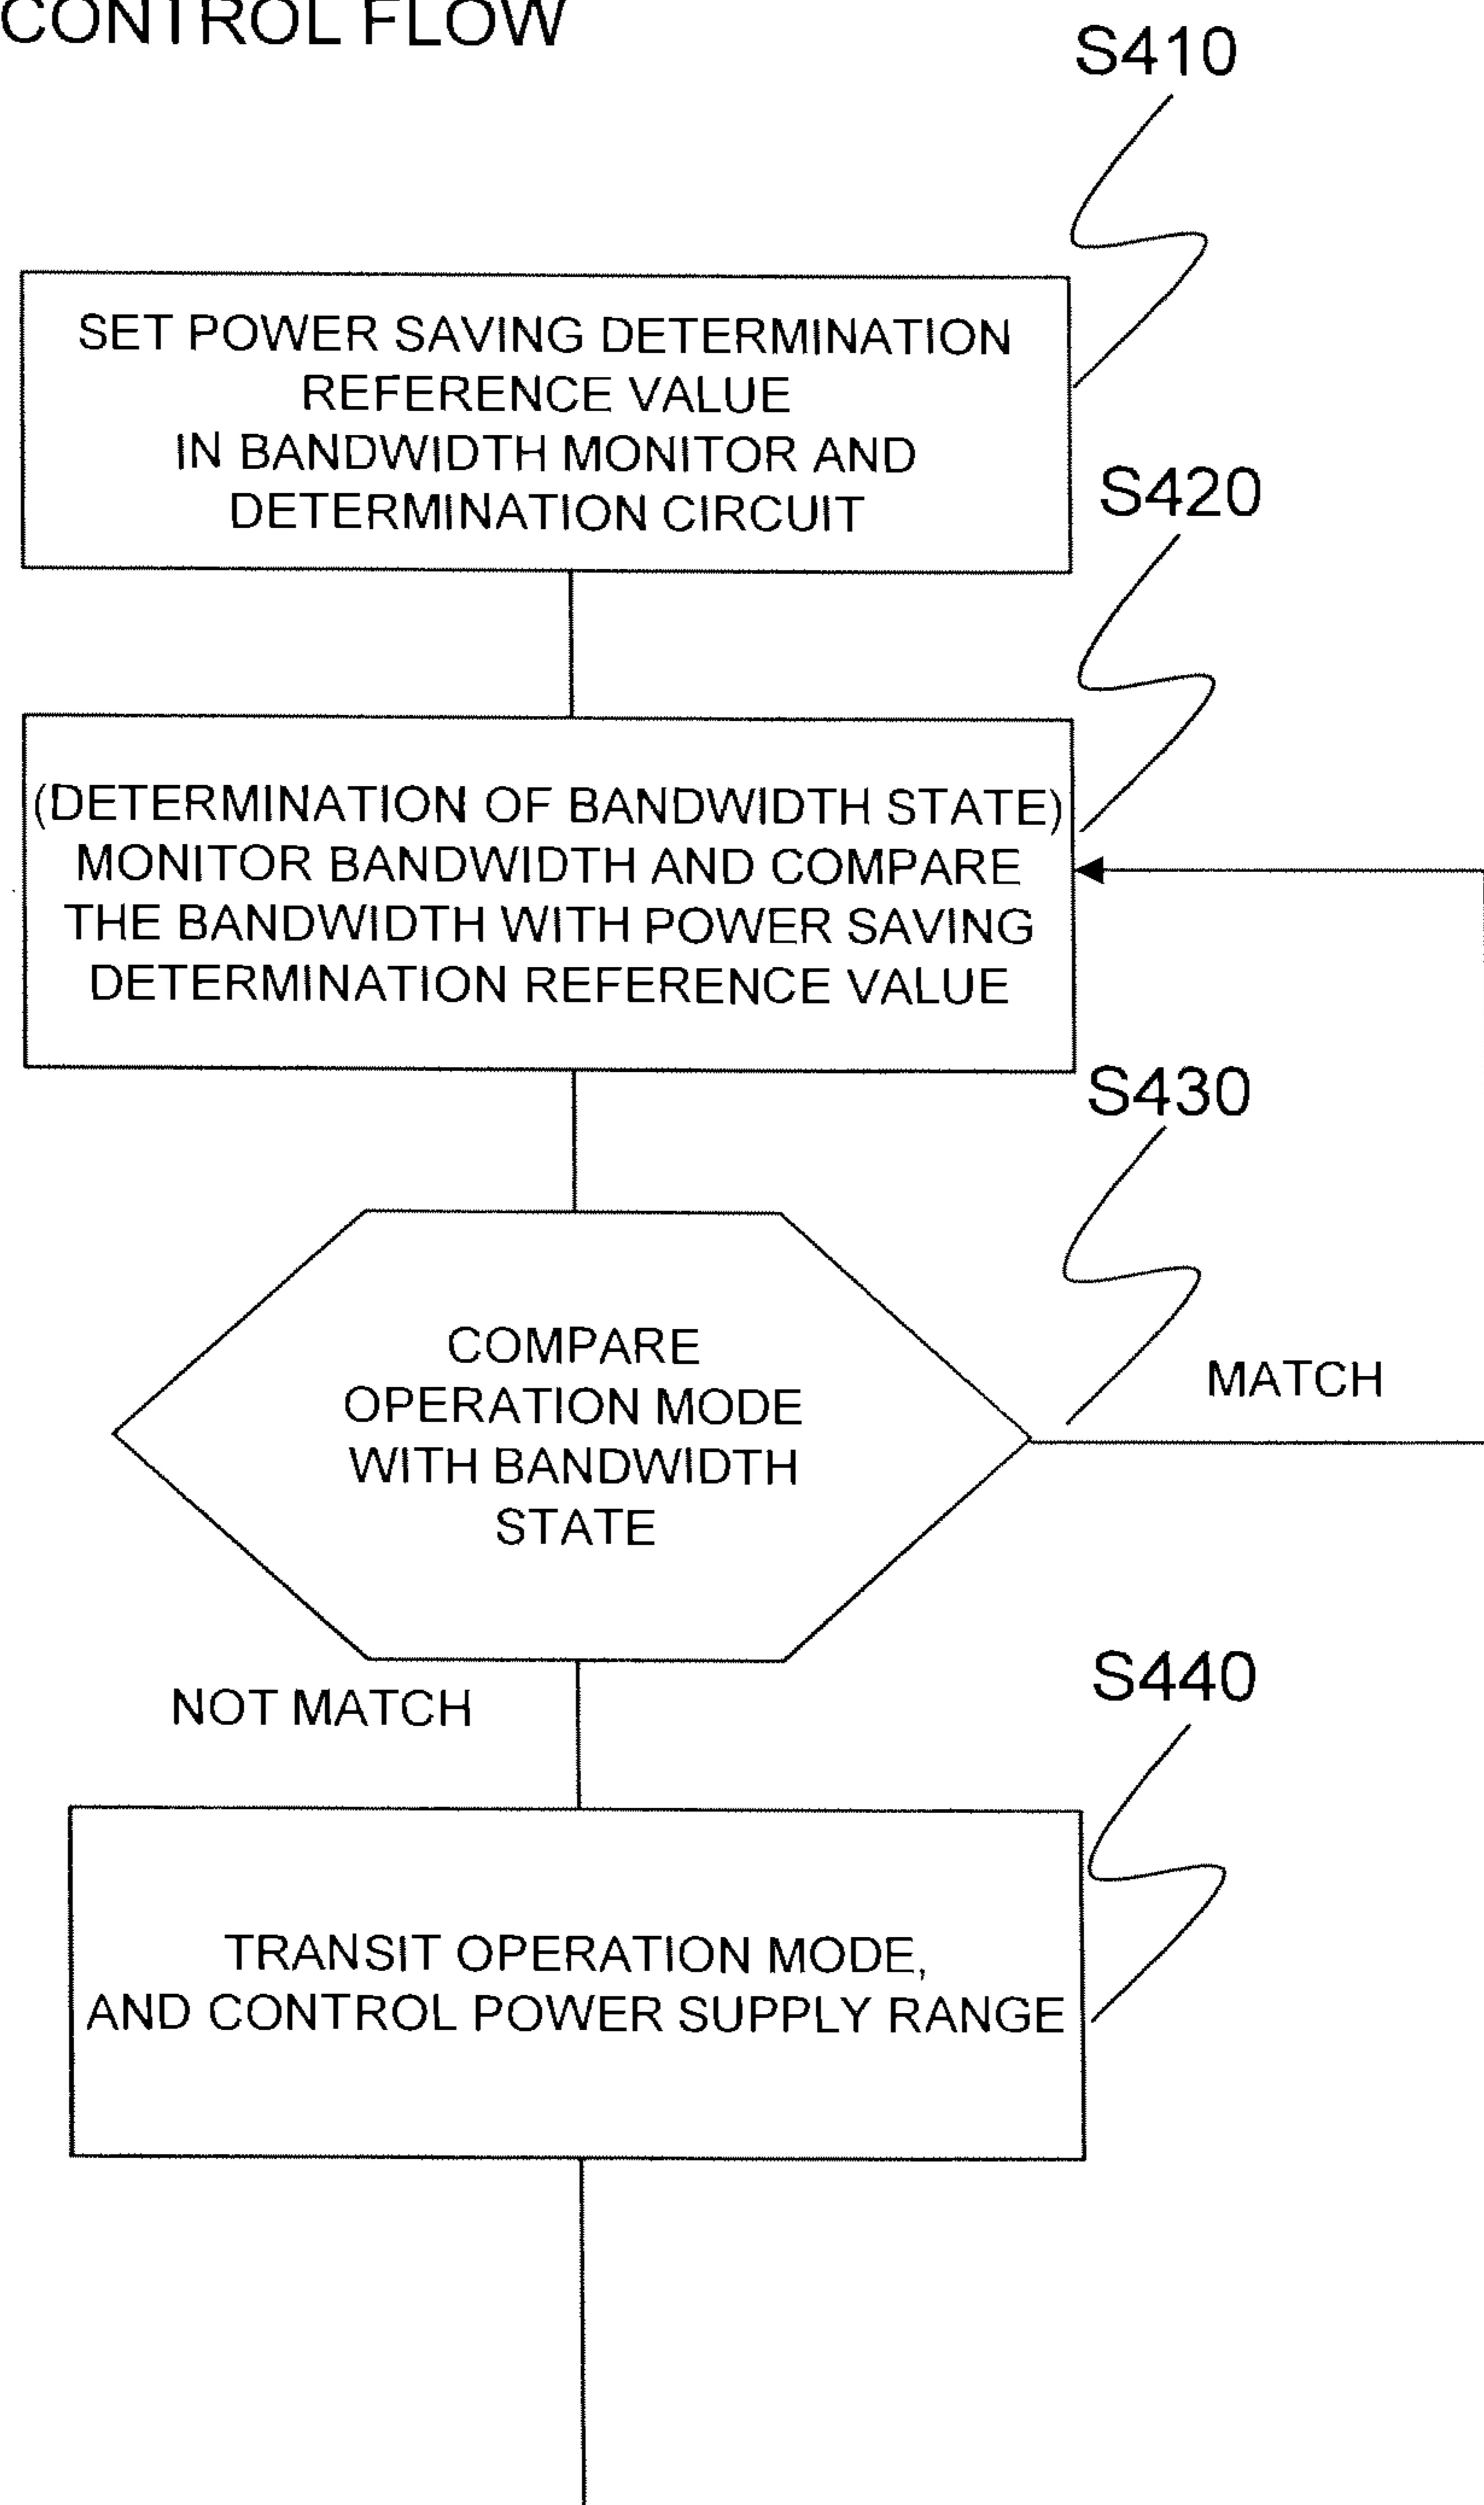 CONTROL FLOW
S410
SET POWER SAVING DETERMINATION
REFERENCE VALUE
IN BANDWIDTH MONITOR AND
DETERMINATION CIRCUIT
S420
(DETERMINATION OF BANDWIDTH STATE)
MONITOR BANDWIDTH AND COMPARE
THE BANDWIDTH WITH POWER SAVING
DETERMINATION REFERENCE VALUE
S430
COMPARE
OPERATION MODE
WITH BANDWIDTH
STATE
MATCH
NOT MATCH
S440
TRANSIT OPERATION MODE,
AND CONTROL POWER SUPPLY RANGE